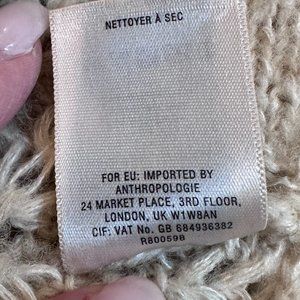 NETTOYER À SEC
FOR EU: IMPORTED BY
ANTHROPOLOGIE
24 MARKET PLACE, 3RD FLOOR,
LONDON, UK W1W8AN
CIF: VAT No. GB 684936382
R80059B